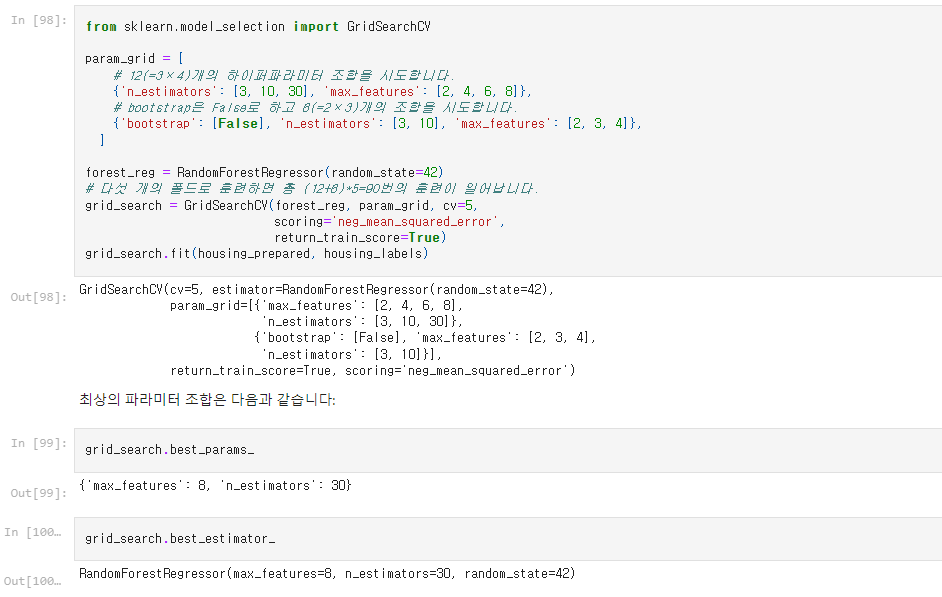 In [98]:
from sklearn.model_selection import GridSearchCV
param_grid = [
# 12(=3×4)개의 하이퍼파라미터 조합을 시도합니다.
{'n_estimators': [3, 10, 30], 'max_features': [2, 4, 6, 8]},
# bootstrap은 False로 하고 6(=2×3)개의 조합을 시도합니다.
{'bootstrap': [False], 'n_estimators': [3, 10], 'max_features': [2, 3, 4]},
]
forest_reg = RandomForestRegressor(random_state=42)
# 다섯 개의 폴드로 훈련하면 총 (12+6)*5=90번의 훈련이 일어납니다.
grid_search = GridSearchCV(forest_reg, param_grid, cv=5,
scoring='neg_mean_squared_error',
return_train_score=True)
grid_search.fit(housing_prepared, housing_labels)
Out[98]:
GridSearchCV(cv=5, estimator=RandomForestRegressor(random_state=42),
param_grid=[{'max_features': [2, 4, 6, 8],
'n_estimators': [3, 10, 30]},
{'bootstrap': [False], 'max_features': [2, 3, 4],
'n_estimators': [3, 10]}],
return_train_score=True, scoring='neg_mean_squared_error')
최상의 파라미터 조합은 다음과 같습니다:
In [99]:
grid_search.best_params_
Out[99]:
{'max_features': 8, 'n_estimators': 30}
In [100…
grid_search.best_estimator_
Out[100…
RandomForestRegressor(max_features=8, n_estimators=30, random_state=42)